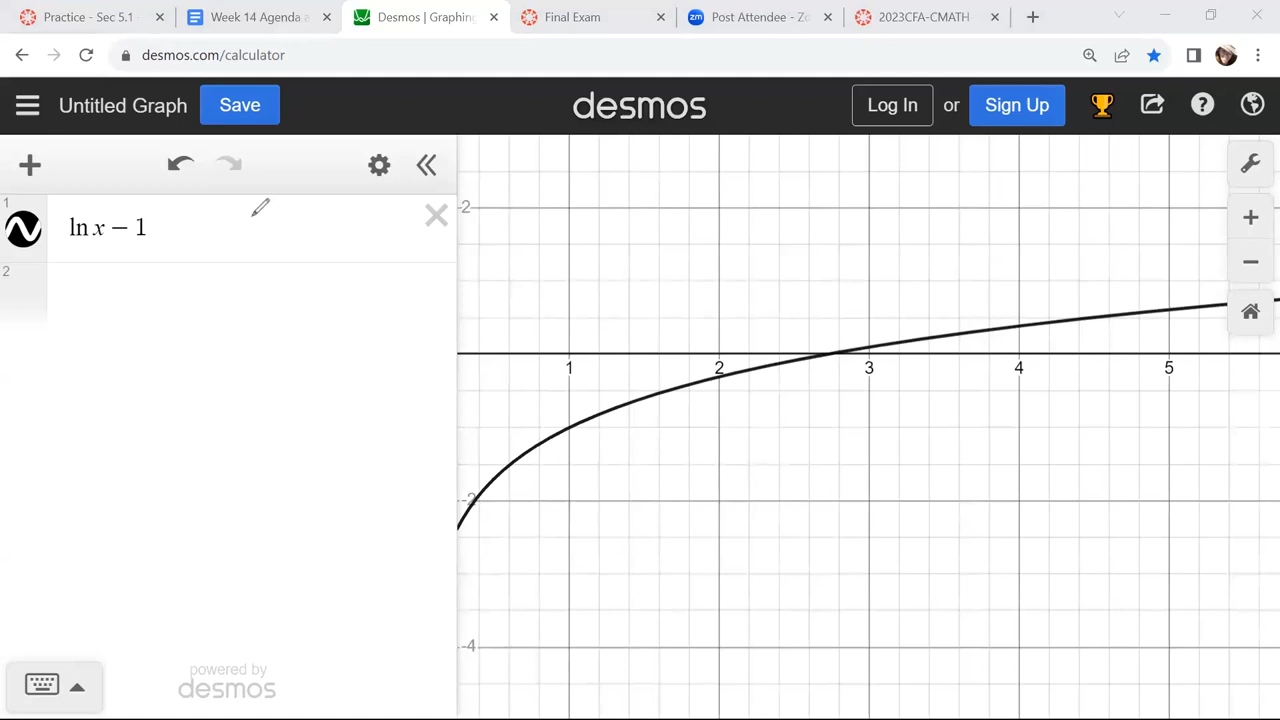 Practice - Sec 5.1
Week 14 Agenda a
Desmos | Graphing
Final Exam
Post Attendee - Zo
2023CFA-CMATH
desmos.com/calculator
Untitled Graph
Save
desmos
Log In
or
Sign Up
1
ln x − 1
2
2
1 2 3 4 5
-2
-4
powered by
desmos